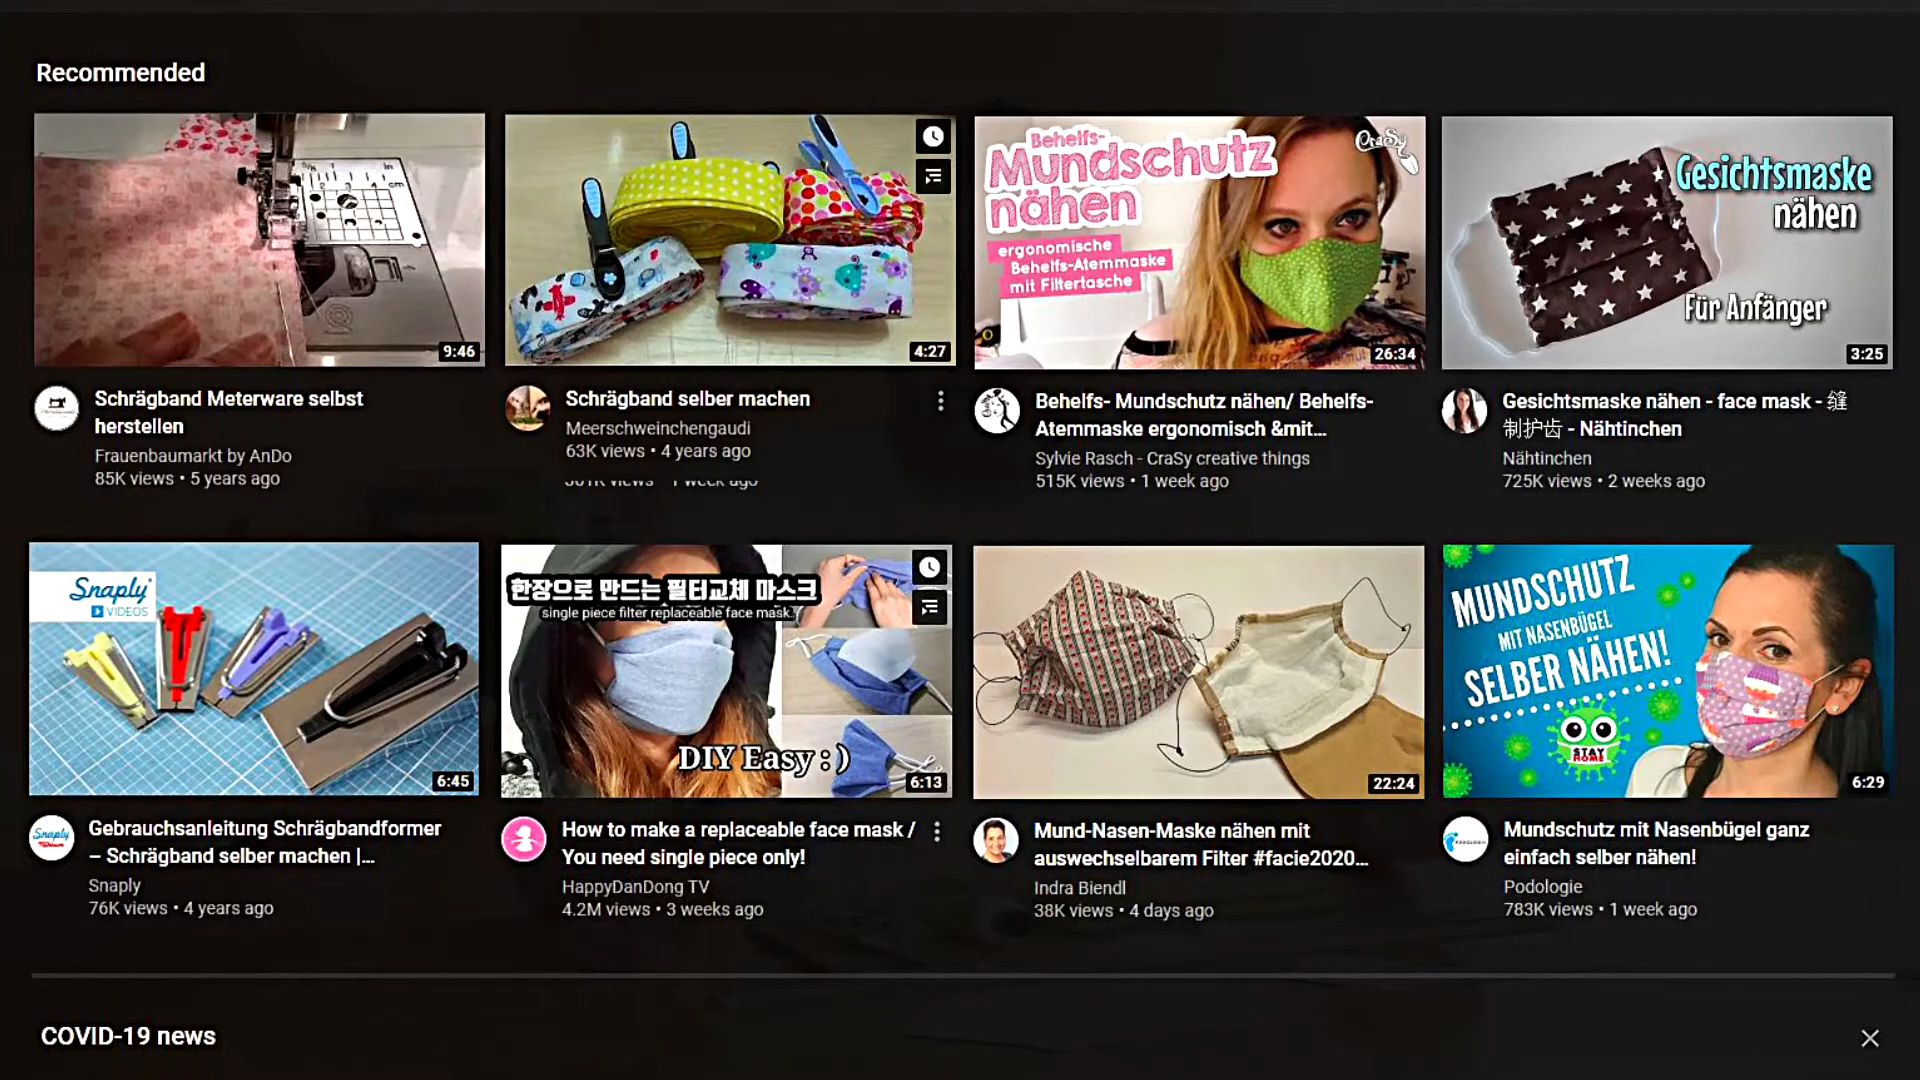 Recommended
9:46
4:27
Behelfs-
Mundschutz
nähen
ergonomische
Behelfs-Atemmaske
mit Filtertasche
CraSy
26:34
Gesichtsmaske
nähen
Für Anfänger
3:25
Schrägband Meterware selbst
herstellen
Frauenbaumarkt by AnDo
85K views • 5 years ago
Schrägband selber machen
Meerschweinchengaudi
63K views • 4 years ago
Behelfs- Mundschutz nähen/ Behelfs-
Atemmaske ergonomisch &mit...
Sylvie Rasch - CraSy creative things
515K views • 1 week ago
Gesichtsmaske nähen - face mask - 缝
制护齿 - Nähtinchen
Nähtinchen
725K views • 2 weeks ago
Snaply
VIDEOS
6:45
한장으로 만드는 필터교체 마스크
single piece filter replaceable face mask.
DIY Easy : )
6:13
22:24
MUNDSCHUTZ
MIT NASENBÜGEL
SELBER NÄHEN!
STAY
HOME
6:29
Snaply
Gebrauchsanleitung Schrägbandformer
– Schrägband selber machen |...
Snaply
76K views • 4 years ago
How to make a replaceable face mask /
You need single piece only!
HappyDanDong TV
4.2M views • 3 weeks ago
Mund-Nasen-Maske nähen mit
auswechselbarem Filter #facie2020...
Indra Biendl
38K views • 4 days ago
Mundschutz mit Nasenbügel ganz
einfach selber nähen!
Podologie
783K views • 1 week ago
COVID-19 news